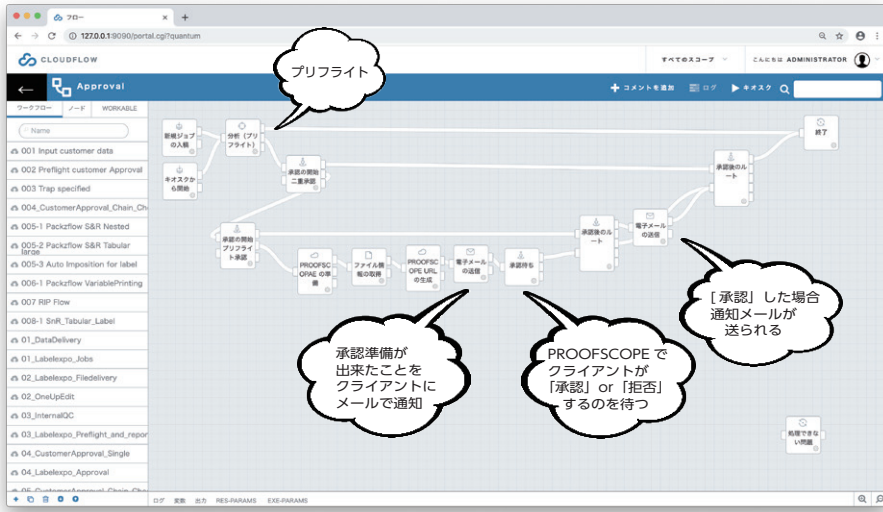 フロー
127.0.0.1:9090/portal.cgi?quantum
CLOUDFLOW
すべてのスコープ
こんにちは ADMINISTRATOR
Approval
コメントを追加
ログ
キオスク
ワークフロー
ノード
WORKABLE
Name
001 Input customer data
002 Preflight customer Approval
003 Trap specified
004_CustomerApproval_Chain_Ch
005-1 Packzflow S&R Nested
005-2 Packzflow S&R Tabular
large
005-3 Auto Imposition for label
006-1 Packzflow VariablePrinting
007 RIP Flow
008-1 SnR_Tabular_Label
01_DataDelivery
01_Labelexpo_Jobs
02_Labelexpo_Filedelivery
02_OneUpEdit
03_InternalQC
03_Labelexpo_Preflight_and_repor
04_CustomerApproval_Single
04_Labelexpo_Approval
プリフライト
新規ジョブ
の入稿
分析（プリ
フライト）
終了
キオスクか
ら開始
承認の開始
二重承認
承認後のル
ート
承認の開始
プリフライ
ト承認
承認後のル
ート
電子メール
の送信
PROOFSC
OPAE の準
備
ファイル情
報の取得
PROOFSC
OPE URL
の生成
電子メール
の送信
承認待ち
承認準備が
出来たことを
クライアントに
メールで通知
PROOFSCOPE で
クライアントが
「承認」or「拒否」
するのを待つ
[ 承認」した場合
通知メールが
送られる
処理できな
い問題
ログ
変数
出力
RES-PARAMS
EXE-PARAMS